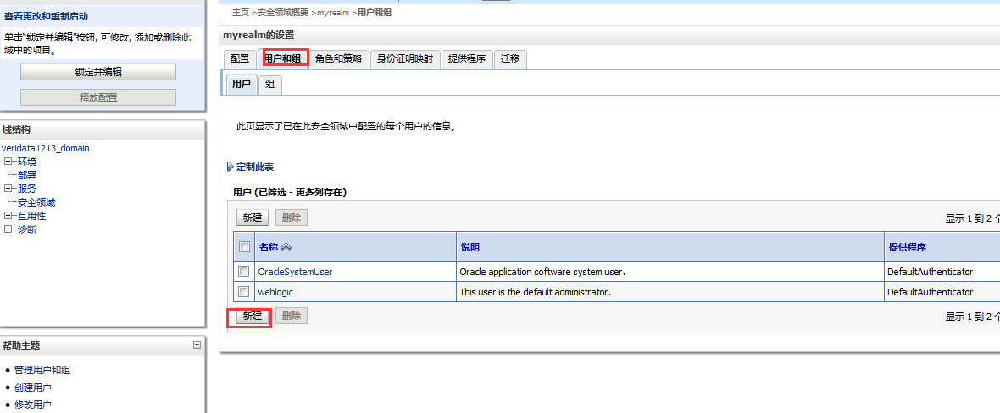 查看更改和重新启动
单击“锁定并编辑”按钮, 可修改, 添加或删除此
域中的项目。
锁定并编辑
释放配置
域结构
veridata1213_domain
环境
部署
服务
安全领域
互用性
诊断
帮助主题
管理用户和组
创建用户
修改用户
主页 >安全领域概要 >myrealm >用户和组
myrealm的设置
配置 用户和组 角色和策略 身份证明映射 提供程序 迁移
用户 组
此页显示了已在此安全领域中配置的每个用户的信息。
定制此表
用户 (已筛选 - 更多列存在)
新建 删除 显示 1 到 2 个
名称 说明 提供程序
OracleSystemUser Oracle application software system user. DefaultAuthenticator
weblogic This user is the default administrator. DefaultAuthenticator
新建 删除 显示 1 到 2 个